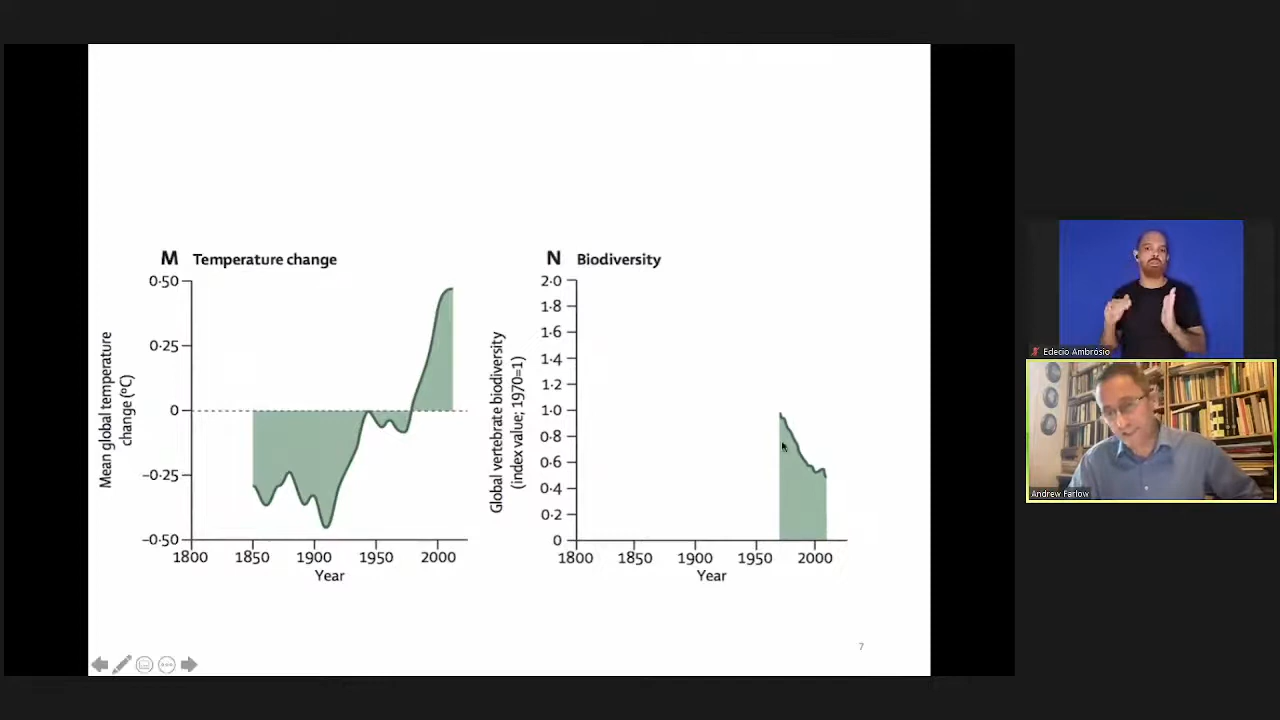 M Temperature change
0·50
0·25
0
–0·25
–0·50
Mean global temperature
change (°C)
1800 1850 1900 1950 2000
Year
N Biodiversity
2·0
1·8
1·6
1·4
1·2
1·0
0·8
0·6
0·4
0·2
0
Global vertebrate biodiversity
(index value; 1970=1)
1800 1850 1900 1950 2000
Year
7
Edecio Ambrósio
Andrew Farlow